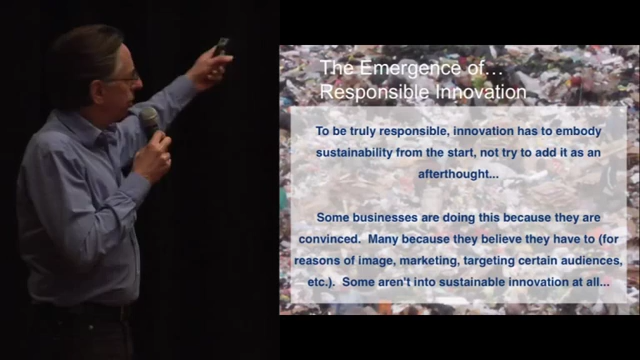 The Emergence of…
Responsible Innovation
To be truly responsible, innovation has to embody
sustainability from the start, not try to add it as an
afterthought...
Some businesses are doing this because they are
convinced.  Many because they believe they have to (for
reasons of image, marketing, targeting certain audiences,
etc.).  Some aren't into sustainable innovation at all...